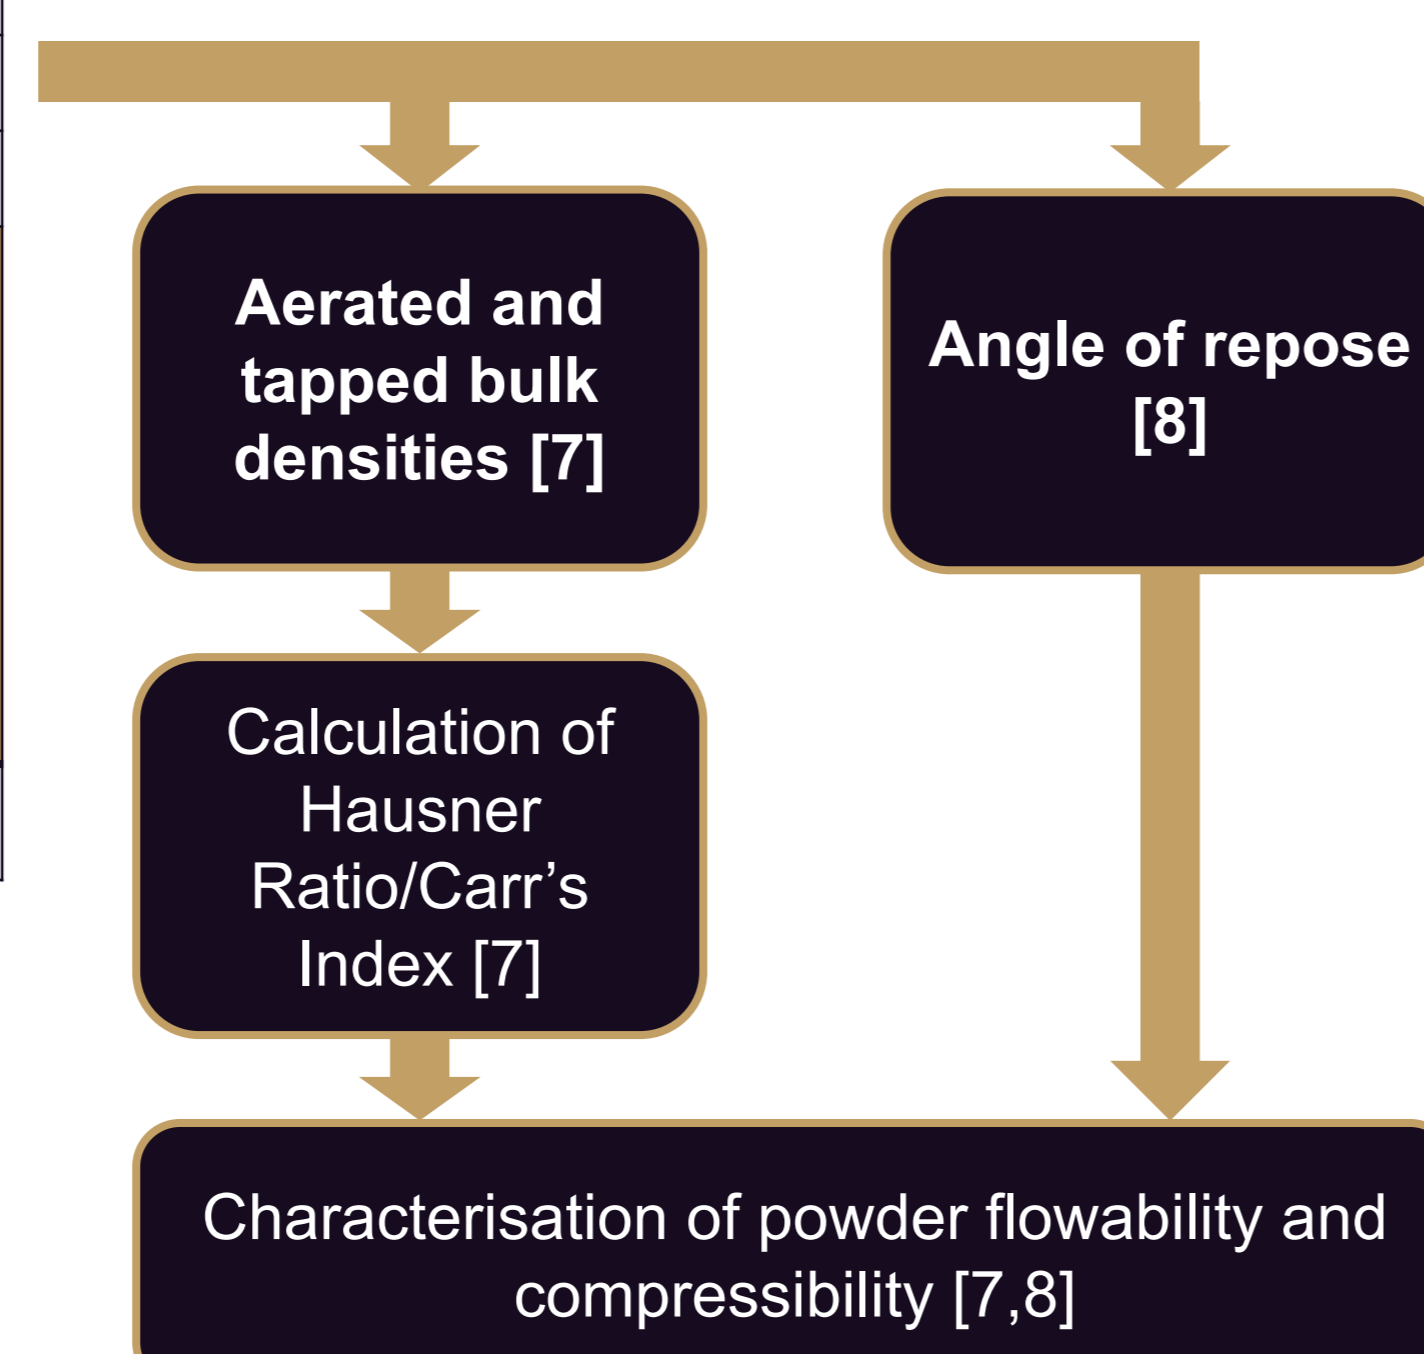 Aerated and
tapped bulk
densities [7]
Angle of repose
[8]
Calculation of
Hausner
Ratio/Carr’s
Index [7]
Characterisation of powder flowability and
compressibility [7,8]